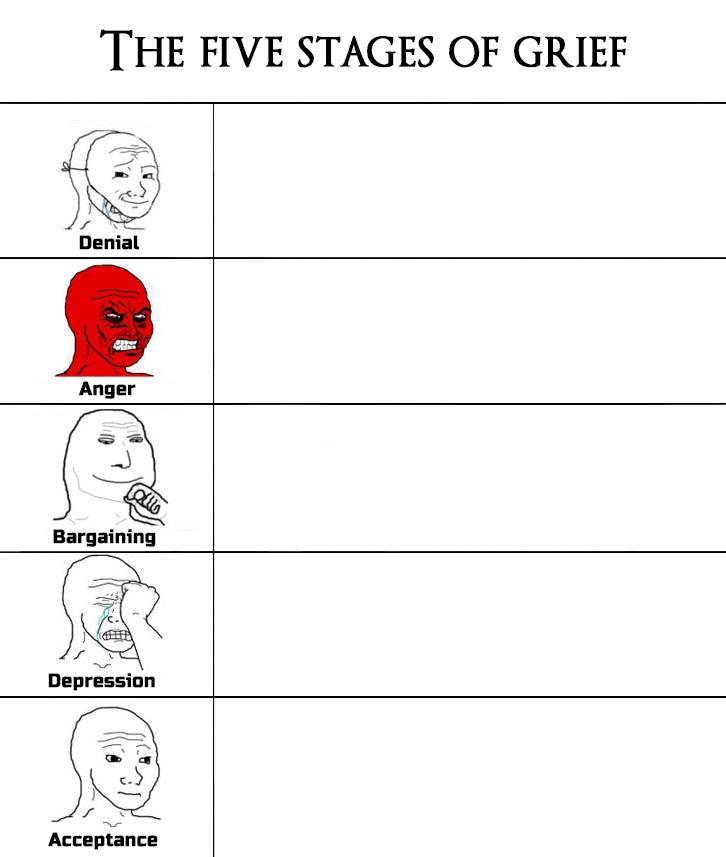 THE FIVE STAGES OF GRIEF
Denial
Anger
Bargaining
Depression
Acceptance